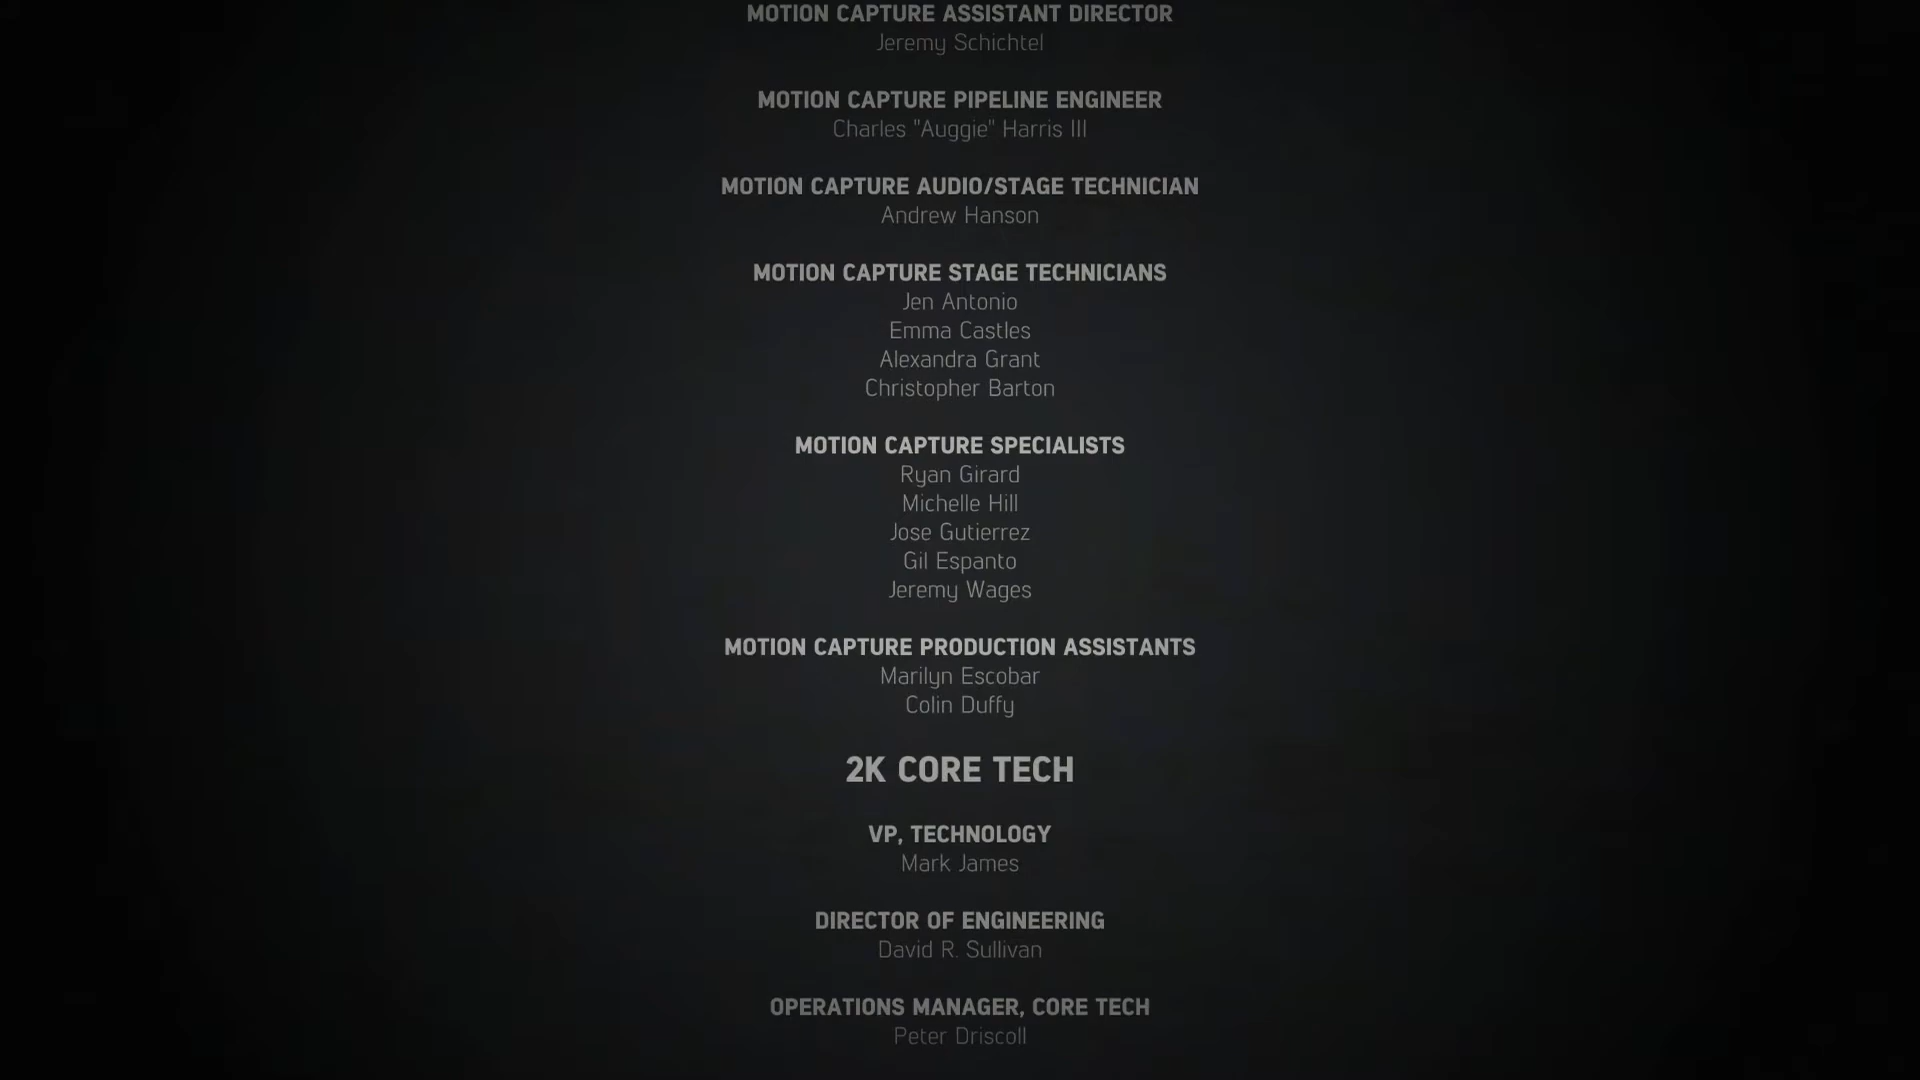 MOTION CAPTURE ASSISTANT DIRECTOR
Jeremy Schichtel
MOTION CAPTURE PIPELINE ENGINEER
Charles "Auggie" Harris III
MOTION CAPTURE AUDIO/STAGE TECHNICIAN
Andrew Hanson
MOTION CAPTURE STAGE TECHNICIANS
Jen Antonio
Emma Castles
Alexandra Grant
Christopher Barton
MOTION CAPTURE SPECIALISTS
Ryan Girard
Michelle Hill
Jose Gutierrez
Gil Espanto
Jeremy Wages
MOTION CAPTURE PRODUCTION ASSISTANTS
Marilyn Escobar
Colin Duffy
2K CORE TECH
VP, TECHNOLOGY
Mark James
DIRECTOR OF ENGINEERING
David R. Sullivan
OPERATIONS MANAGER, CORE TECH
Peter Driscoll